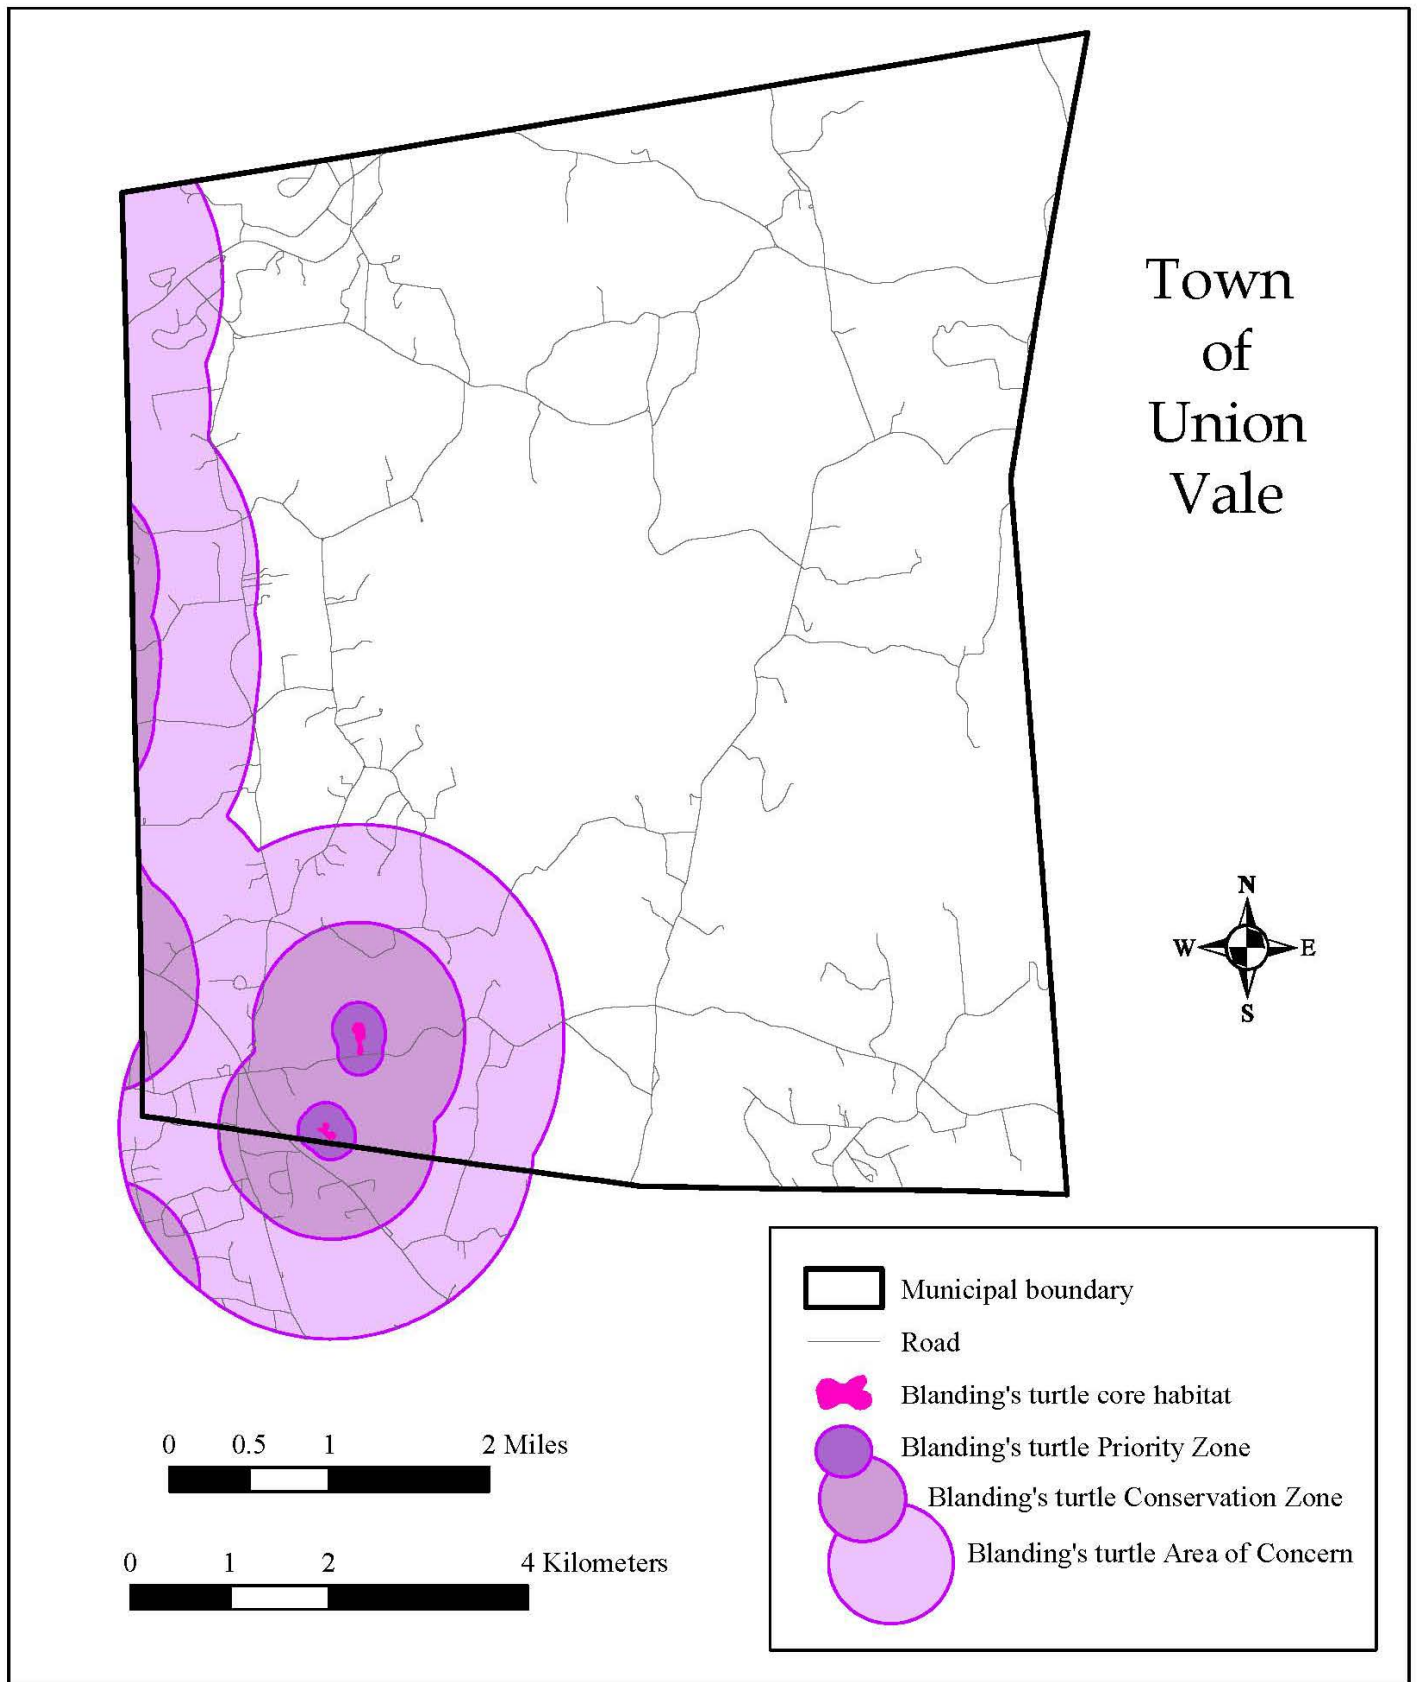 Town
of
Union
Vale
N
W E
S
Municipal boundary
Road
Blanding's turtle core habitat
Blanding's turtle Priority Zone
Blanding's turtle Conservation Zone
Blanding's turtle Area of Concern
0 0.5 1 2 Miles
0 1 2 4 Kilometers